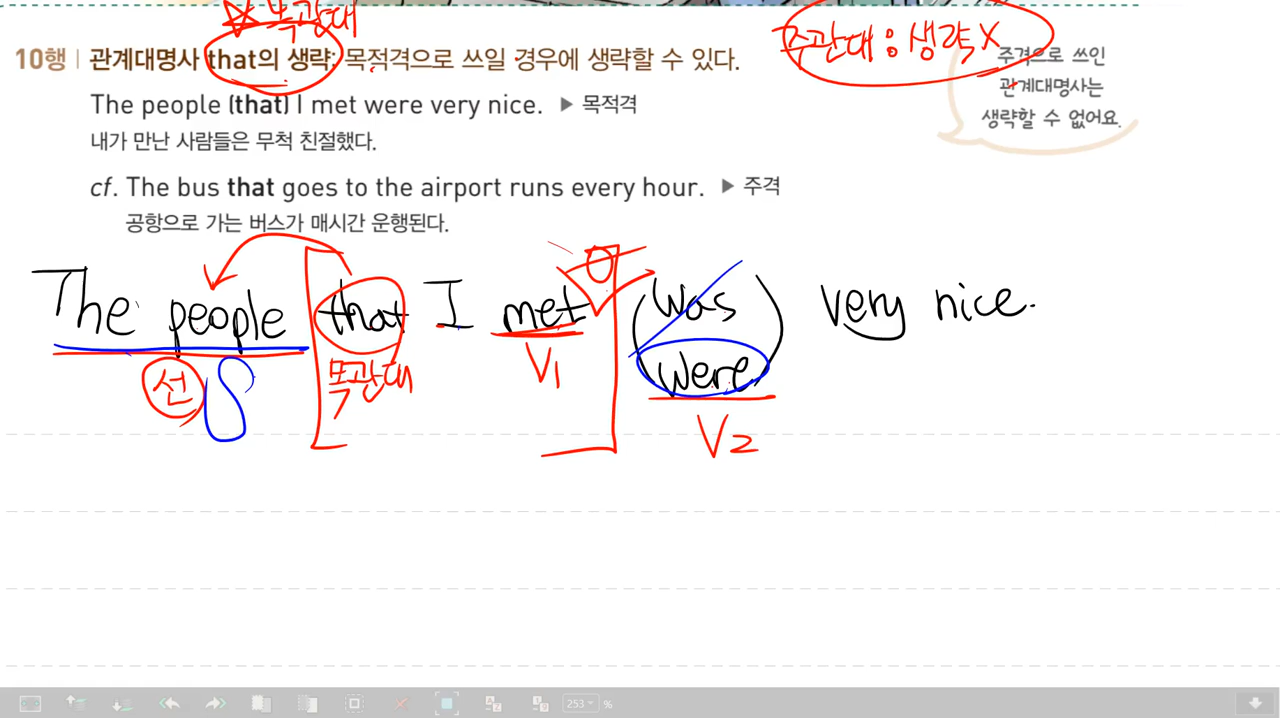 목관대
주관대 : 생략X
10행 | 관계대명사 that의 생략: 목적격으로 쓰일 경우에 생략할 수 있다.
주격으로 쓰인
관계대명사는
생략할 수 없어요.
The people (that) I met were very nice. ▶ 목적격
내가 만난 사람들은 무척 친절했다.
cf. The bus that goes to the airport runs every hour. ▶ 주격
공항으로 가는 버스가 매시간 운행된다.
The people that I met (was were) very nice.
선 S 목관대 V1 V2
253 %